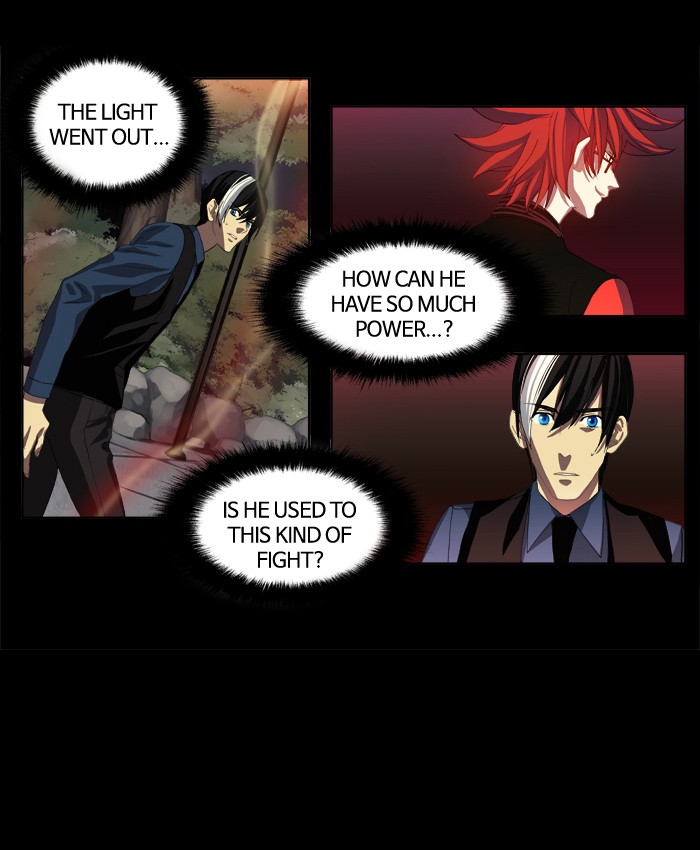 THE LIGHT
WENT OUT...
HOW CAN HE
HAVE SO MUCH
POWER...?
IS HE USED TO
THIS KIND OF
FIGHT?